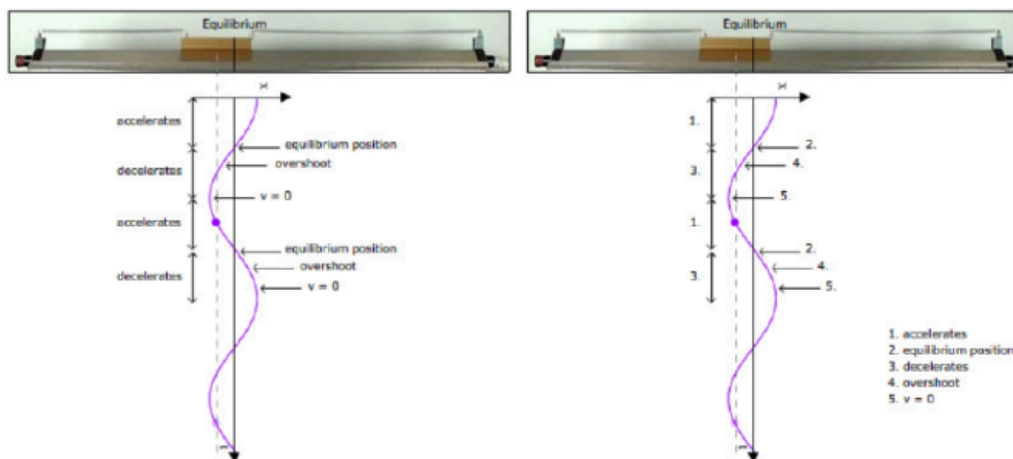 Equilibrium
x
accelerates
equilibrium position
overshoot
decelerates
v = 0
accelerates
equilibrium position
overshoot
decelerates
v = 0
Equilibrium
x
1.
2.
4.
3.
5.
1.
2.
4.
3.
5.
1. accelerates
2. equilibrium position
3. decelerates
4. overshoot
5. v = 0